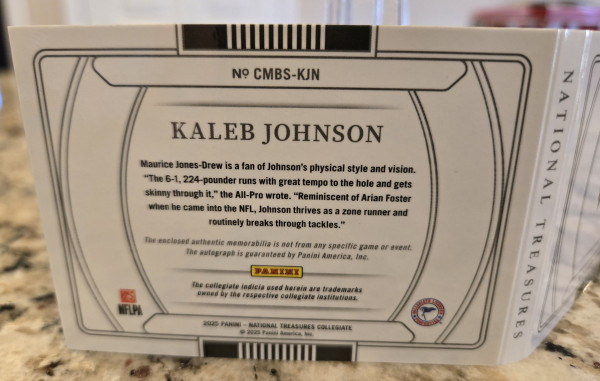 Nº CMBS-KJN
KALEB JOHNSON
Maurice Jones-Drew is a fan of Johnson's physical style and vision.
"The 6-1, 224-pounder runs with great tempo to the hole and gets
skinny through it," the All-Pro wrote. "Reminiscent of Arian Foster
when he came into the NFL, Johnson thrives as a zone runner and
routinely breaks through tackles."
The enclosed authentic memorabilia is not from any specific game or event.
The autograph is guaranteed by Panini America, Inc.
PANINI
The collegiate indicia used herein are trademarks
owned by the respective collegiate institutions.
NFLPA
2025 PANINI - NATIONAL TREASURES COLLEGIATE
© 2025 Panini America, Inc.
NATIONAL TREASURES